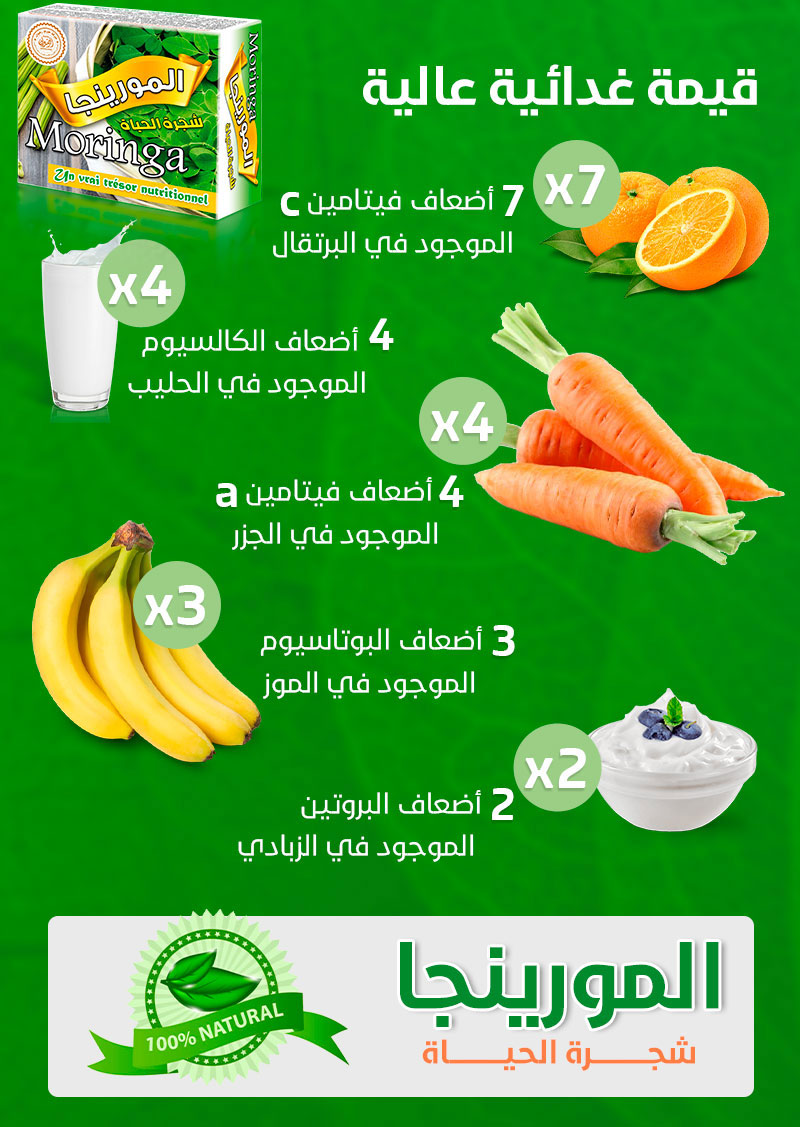 المورينجا
شجرة الحياة
Moringa
Un vrai trésor nutritionnel
Moringa
المورينجا
قيمة غدائية عالية
x7
7 أضعاف فيتامين c
الموجود في البرتقال
x4
4 أضعاف الكالسيوم
الموجود في الحليب
x4
4 أضعاف فيتامين a
الموجود في الجزر
x3
3 أضعاف البوتاسيوم
الموجود في الموز
x2
2 أضعاف البروتين
الموجود في الزبادي
100% NATURAL
المورينجا
شجرة الحياة